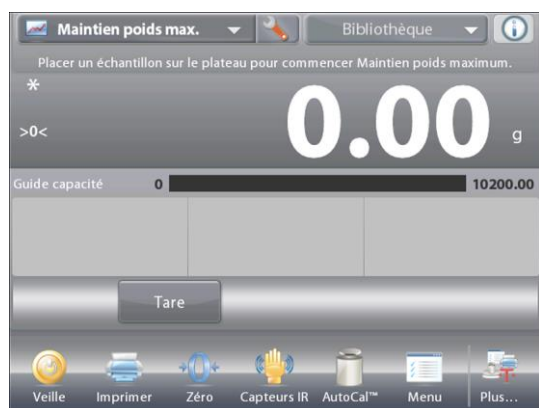 Maintien poids max. Bibliothèque
Placer un échantillon sur le plateau pour commencer Maintien poids maximum.
*
>0< 0.00 g
Guide capacité 0 10200.00
Tare
Veille Imprimer Zéro Capteurs IR AutoCal™ Menu Plus...